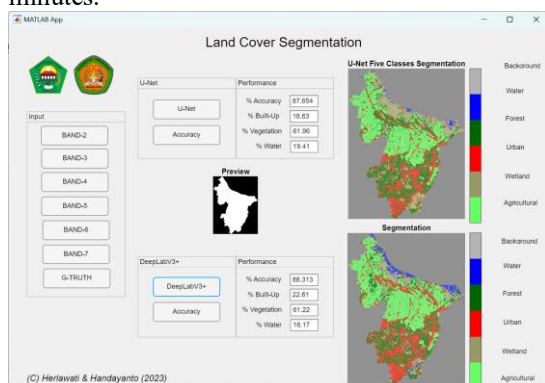 minutes.
MATLAB App
Land Cover Segmentation
Input
BAND-2
BAND-3
BAND-4
BAND-5
BAND-6
BAND-7
G-TRUTH
U-Net
U-Net
Accuracy
Performance
% Accuracy 87.654
% Built-Up 18.63
% Vegetation 61.96
% Water 19.41
Preview
DeepLabV3+
DeepLabV3+
Accuracy
Performance
% Accuracy 88.313
% Built-Up 22.61
% Vegetation 61.22
% Water 16.17
U-Net Five Classes Segmentation
Background
Water
Forest
Urban
Wetland
Agricultural
Segmentation
Background
Water
Forest
Urban
Wetland
Agricultural
(C) Herlawati & Handayanto (2023)